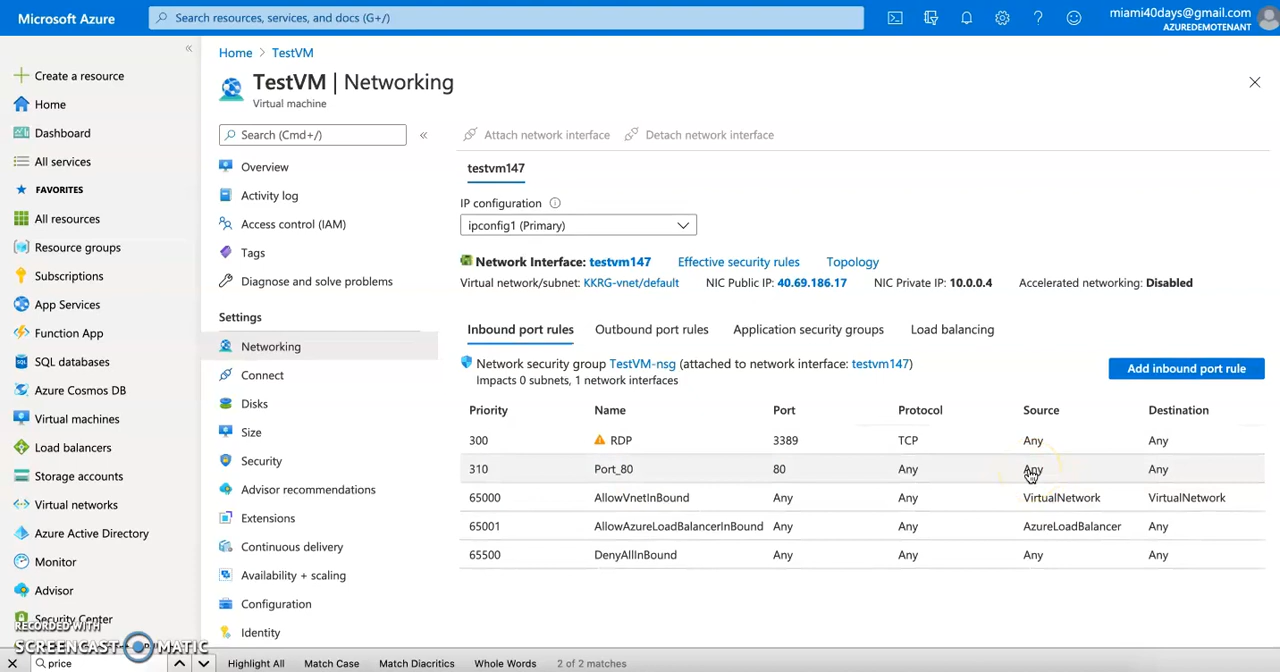 Microsoft Azure
Search resources, services, and docs (G+/)
miami40days@gmail.com
AZUREDEMOTENANT
«
Create a resource
Home
Dashboard
All services
FAVORITES
All resources
Resource groups
Subscriptions
App Services
Function App
SQL databases
Azure Cosmos DB
Virtual machines
Load balancers
Storage accounts
Virtual networks
Azure Active Directory
Monitor
Advisor
Security Center
RECORDED WITH
SCREENCAST MATIC
Home > TestVM
TestVM | Networking
Virtual machine
Search (Cmd+/)
«
Overview
Activity log
Access control (IAM)
Tags
Diagnose and solve problems
Settings
Networking
Connect
Disks
Size
Security
Advisor recommendations
Extensions
Continuous delivery
Availability + scaling
Configuration
Identity
Attach network interface Detach network interface
testvm147
IP configuration
ipconfig1 (Primary)
Network Interface: testvm147 Effective security rules Topology
Virtual network/subnet: KKRG-vnet/default NIC Public IP: 40.69.186.17 NIC Private IP: 10.0.0.4 Accelerated networking: Disabled
Inbound port rules Outbound port rules Application security groups Load balancing
Network security group TestVM-nsg (attached to network interface: testvm147)
Impacts 0 subnets, 1 network interfaces
Add inbound port rule
Priority Name Port Protocol Source Destination
300 RDP 3389 TCP Any Any
310 Port_80 80 Any Any Any
65000 AllowVnetInBound Any Any VirtualNetwork VirtualNetwork
65001 AllowAzureLoadBalancerInBound Any Any AzureLoadBalancer Any
65500 DenyAllInBound Any Any Any Any
price Highlight All Match Case Match Diacritics Whole Words 2 of 2 matches